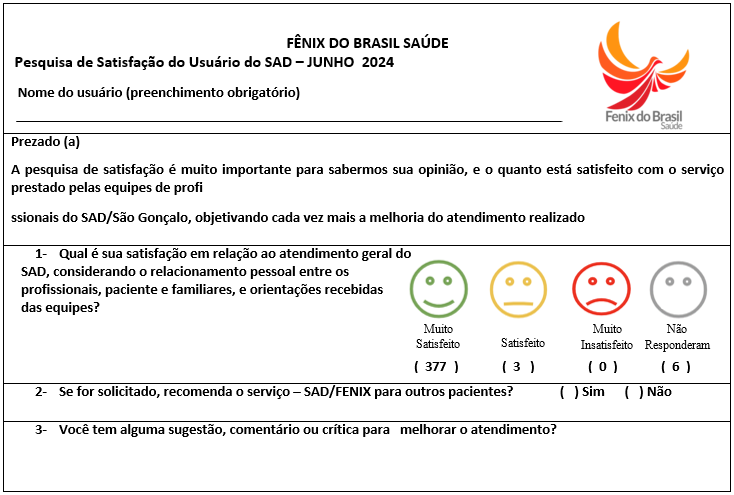 FÊNIX DO BRASIL SAÚDE
Pesquisa de Satisfação do Usuário do SAD – JUNHO 2024
Nome do usuário (preenchimento obrigatório)
Fenix do Brasil
Saúde
Prezado (a)
A pesquisa de satisfação é muito importante para sabermos sua opinião, e o quanto está satisfeito com o serviço
prestado pelas equipes de profi
ssionais do SAD/São Gonçalo, objetivando cada vez mais a melhoria do atendimento realizado
1- Qual é sua satisfação em relação ao atendimento geral do
SAD, considerando o relacionamento pessoal entre os
profissionais, paciente e familiares, e orientações recebidas
das equipes?
Muito Satisfeito
Satisfeito
Muito Insatisfeito
Não Responderam
( 377 ) ( 3 ) ( 0 ) ( 6 )
2- Se for solicitado, recomenda o serviço – SAD/FENIX para outros pacientes? ( ) Sim ( ) Não
3- Você tem alguma sugestão, comentário ou crítica para melhorar o atendimento?